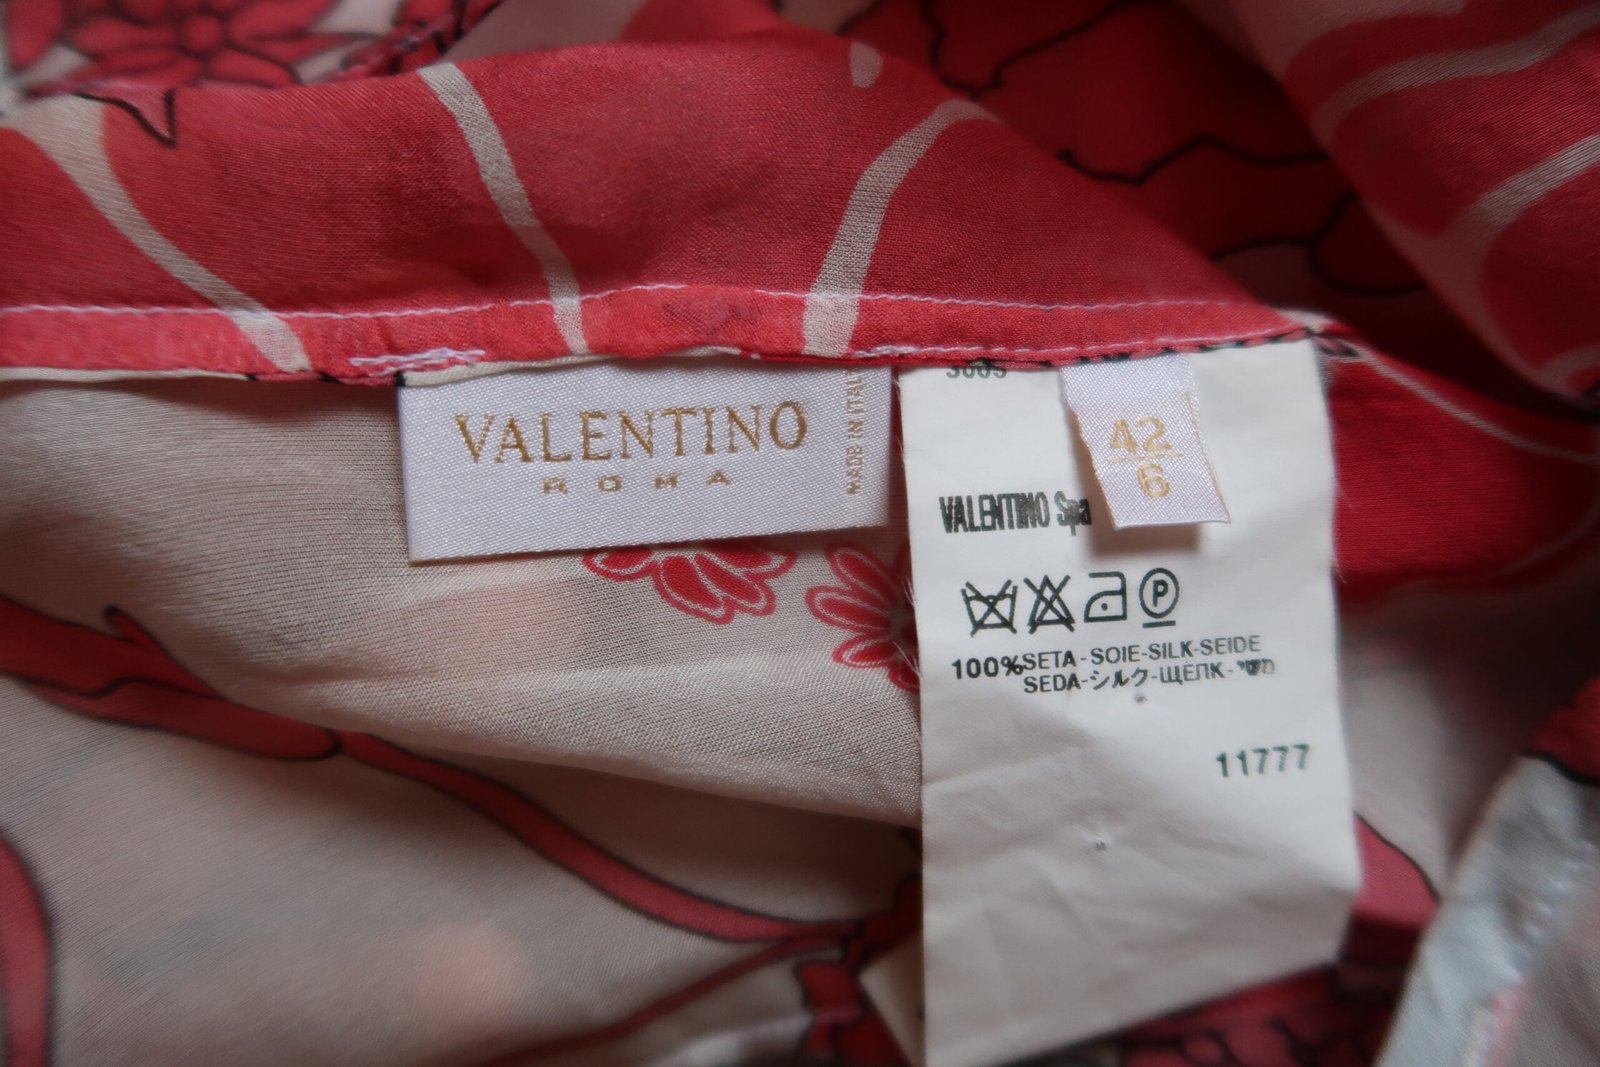 VALENTINO
ROMA
MADE IN ITALY
42
6
VALENTINO Spa
P
100% SETA-SOIE-SILK-SEIDE
SEDA-シルク-ШЁЛК-משי
11777